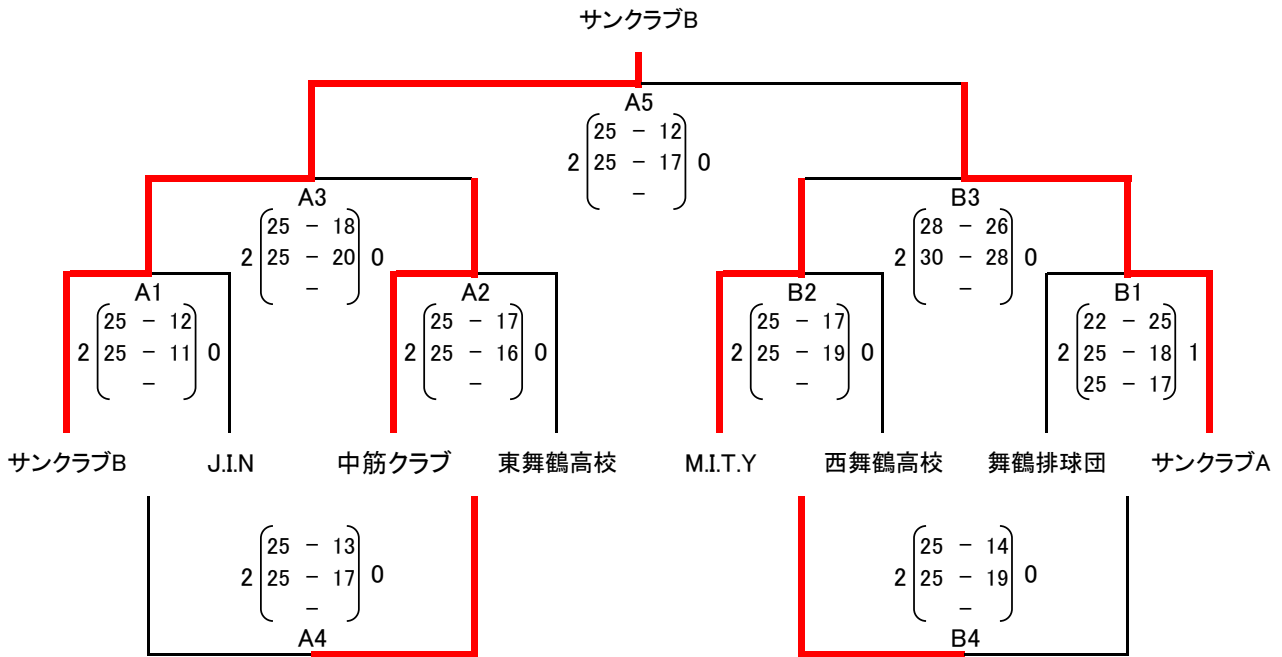 サンクラブB
A5
25 － 12
2 25 － 17 0
－
A3
25 － 18
2 25 － 20 0
－
B3
28 － 26
2 30 － 28 0
－
A1
25 － 12
2 25 － 11 0
－
A2
25 － 17
2 25 － 16 0
－
B2
25 － 17
2 25 － 19 0
－
B1
22 － 25
2 25 － 18 1
25 － 17
サンクラブB J.I.N 中筋クラブ 東舞鶴高校 M.I.T.Y 西舞鶴高校 舞鶴排球団 サンクラブA
25 － 13
2 25 － 17 0
－
A4
25 － 14
2 25 － 19 0
－
B4